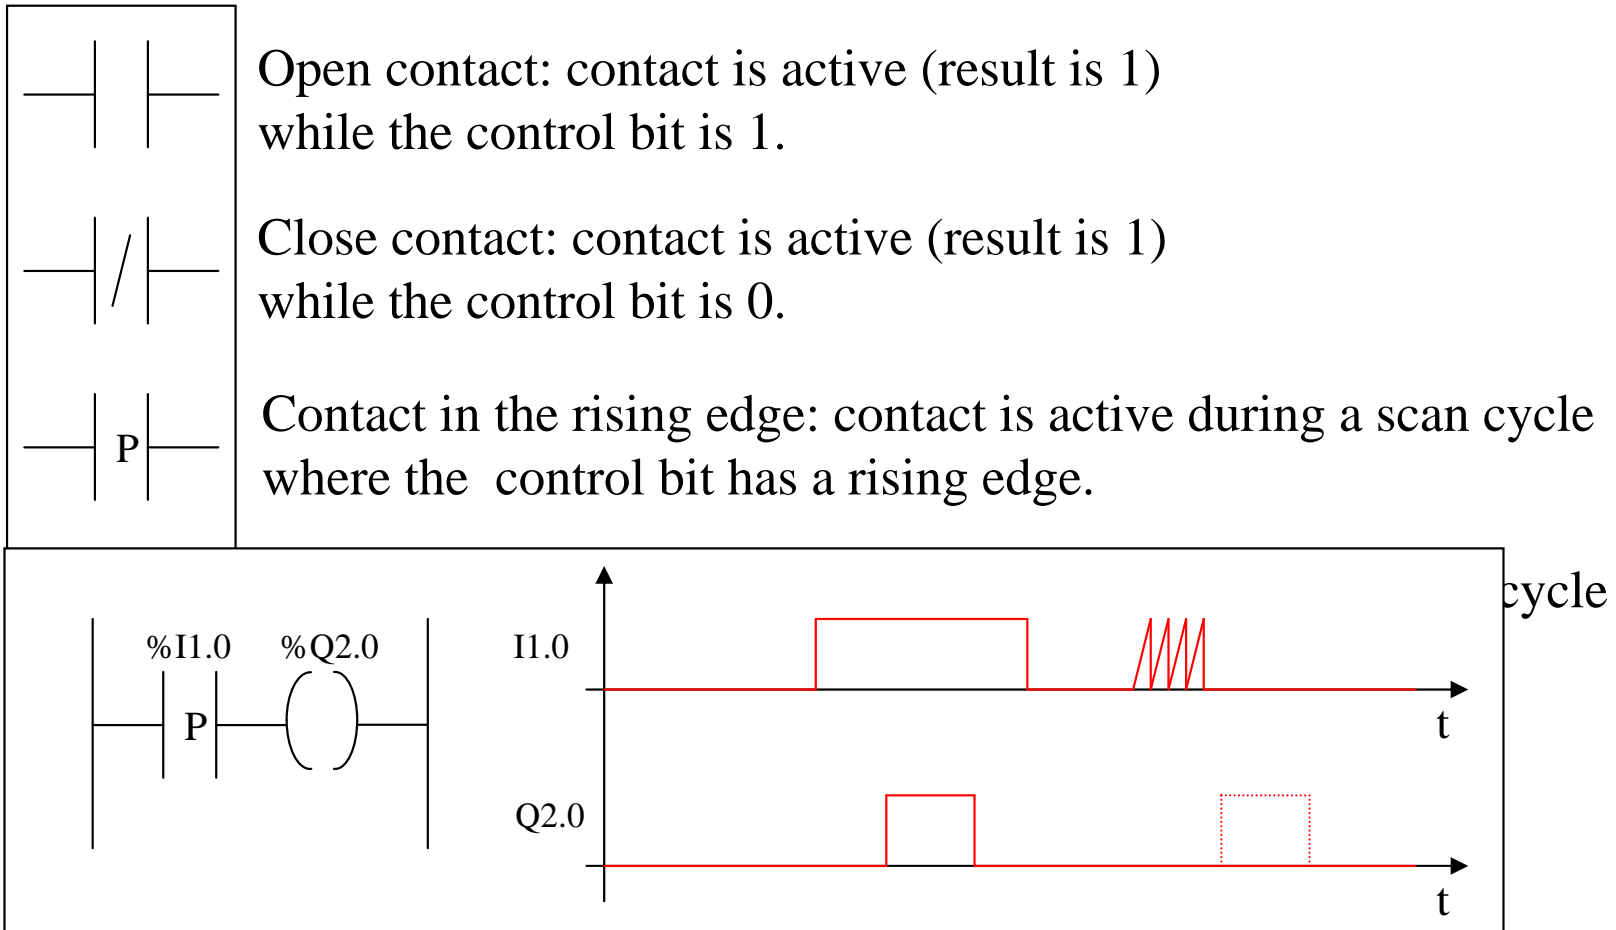 Open contact: contact is active (result is 1)
while the control bit is 1.
Close contact: contact is active (result is 1)
while the control bit is 0.
P
Contact in the rising edge: contact is active during a scan cycle
where the control bit has a rising edge.
cycle
%I1.0 %Q2.0
P
I1.0
t
Q2.0
t